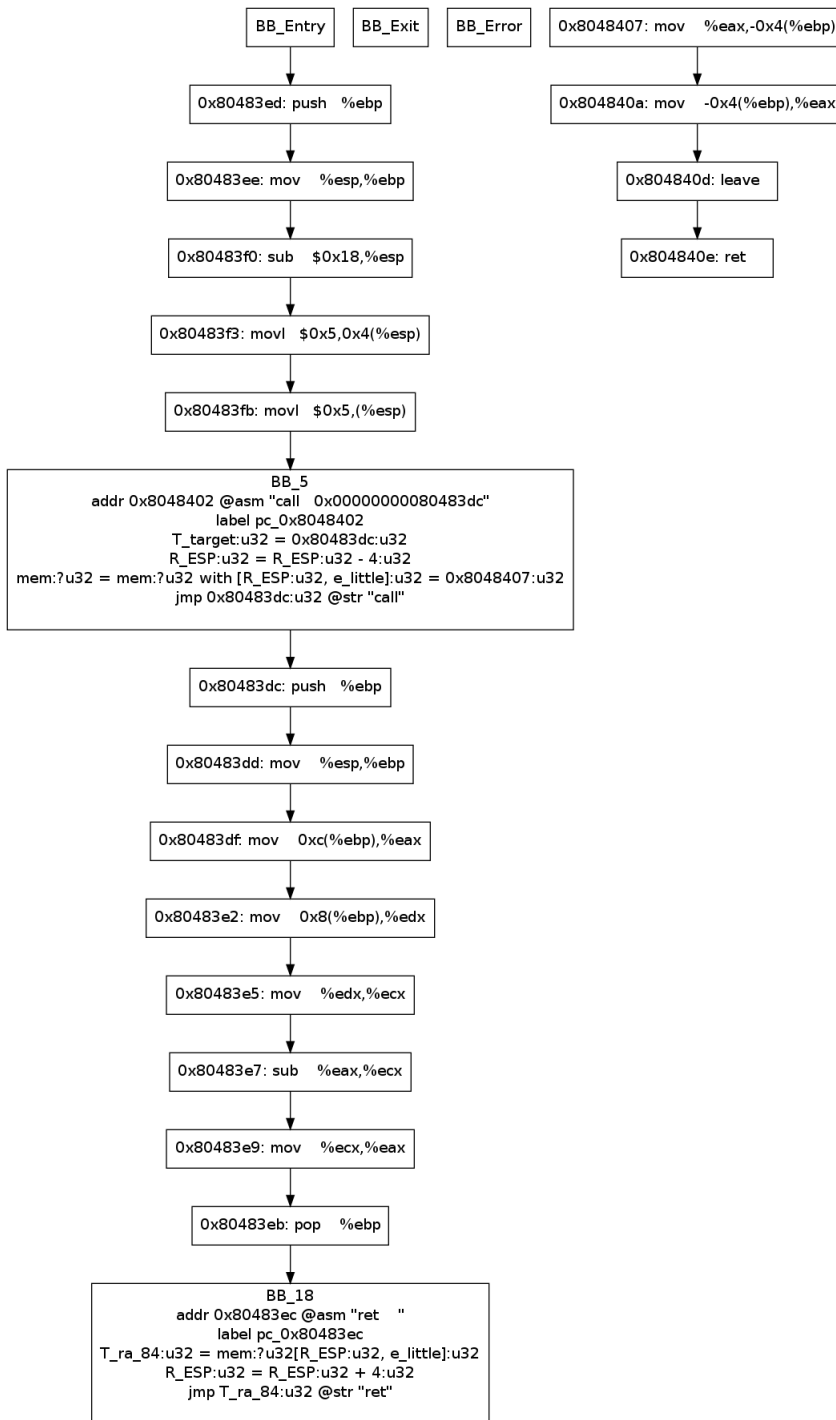 BB_Entry
BB_Exit
BB_Error
0x8048407: mov    %eax,-0x4(%ebp)
0x80483ed: push   %ebp
0x804840a: mov    -0x4(%ebp),%eax
0x80483ee: mov    %esp,%ebp
0x804840d: leave
0x80483f0: sub    $0x18,%esp
0x804840e: ret
0x80483f3: movl   $0x5,0x4(%esp)
0x80483fb: movl   $0x5,(%esp)
BB_5
addr 0x8048402 @asm "call   0x00000000080483dc"
label pc_0x8048402
T_target:u32 = 0x80483dc:u32
R_ESP:u32 = R_ESP:u32 - 4:u32
mem:?u32 = mem:?u32 with [R_ESP:u32, e_little]:u32 = 0x8048407:u32
jmp 0x80483dc:u32 @str "call"
0x80483dc: push   %ebp
0x80483dd: mov    %esp,%ebp
0x80483df: mov    0xc(%ebp),%eax
0x80483e2: mov    0x8(%ebp),%edx
0x80483e5: mov    %edx,%ecx
0x80483e7: sub    %eax,%ecx
0x80483e9: mov    %ecx,%eax
0x80483eb: pop    %ebp
BB_18
addr 0x80483ec @asm "ret    "
label pc_0x80483ec
T_ra_84:u32 = mem:?u32[R_ESP:u32, e_little]:u32
R_ESP:u32 = R_ESP:u32 + 4:u32
jmp T_ra_84:u32 @str "ret"